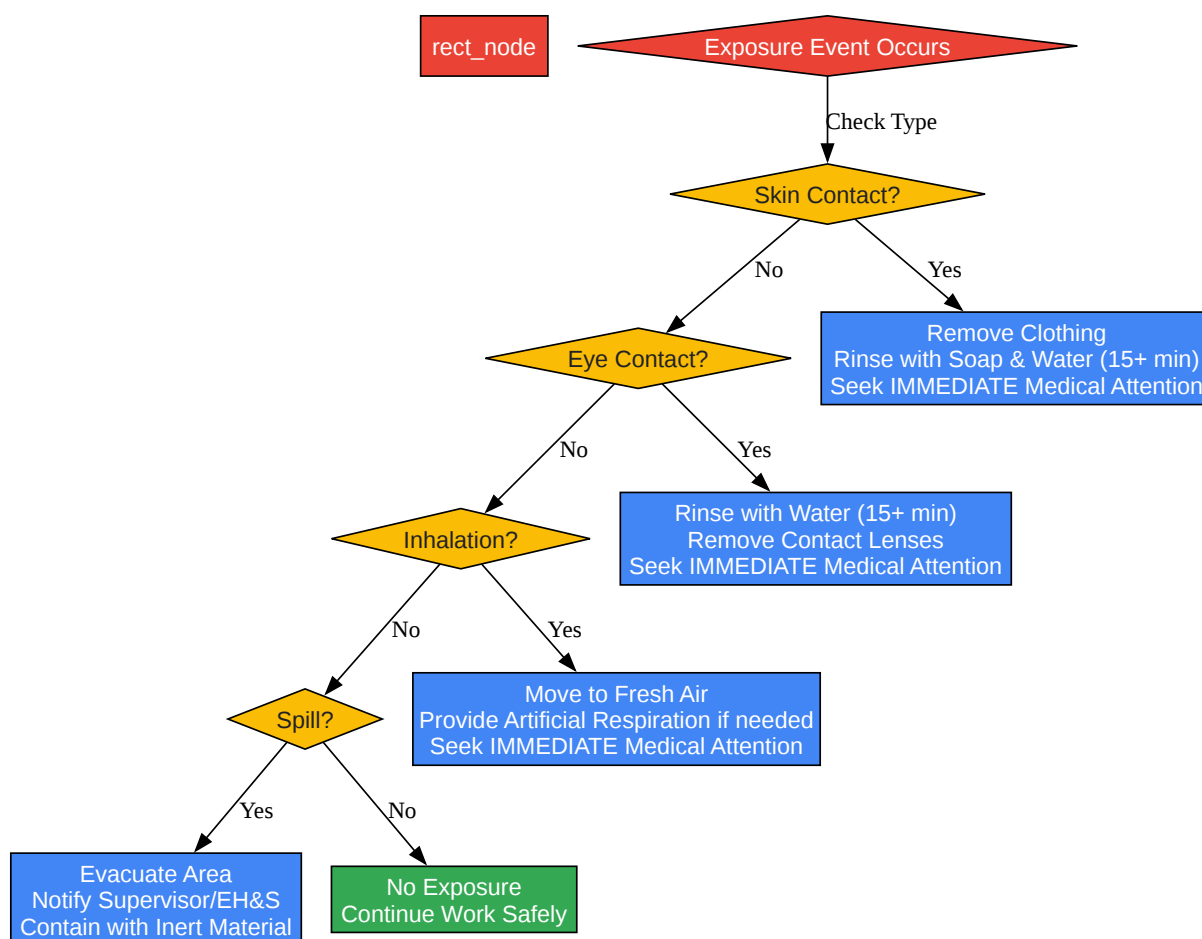 rect_node
Exposure Event Occurs
Check Type
Skin Contact?
No
Yes
Remove Clothing
Rinse with Soap & Water (15+ min)
Seek IMMEDIATE Medical Attention
Eye Contact?
No
Yes
Rinse with Water (15+ min)
Remove Contact Lenses
Seek IMMEDIATE Medical Attention
Inhalation?
No
Yes
Move to Fresh Air
Provide Artificial Respiration if needed
Seek IMMEDIATE Medical Attention
Spill?
Yes
No
Evacuate Area
Notify Supervisor/EH&S
Contain with Inert Material
No Exposure
Continue Work Safely